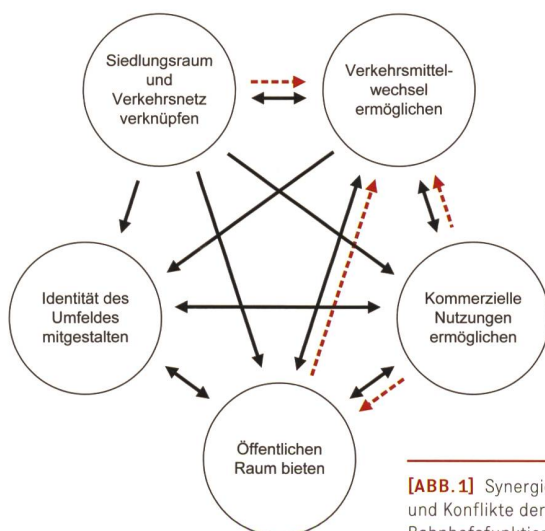 Siedlungsraum
und
Verkehrsnetz
verknüpfen
Verkehrsmittel-
wechsel
ermöglichen
Identität des
Umfeldes
mitgestalten
Kommerzielle
Nutzungen
ermöglichen
Öffentlichen
Raum bieten
[ABB.1] Synergie
und Konflikte der